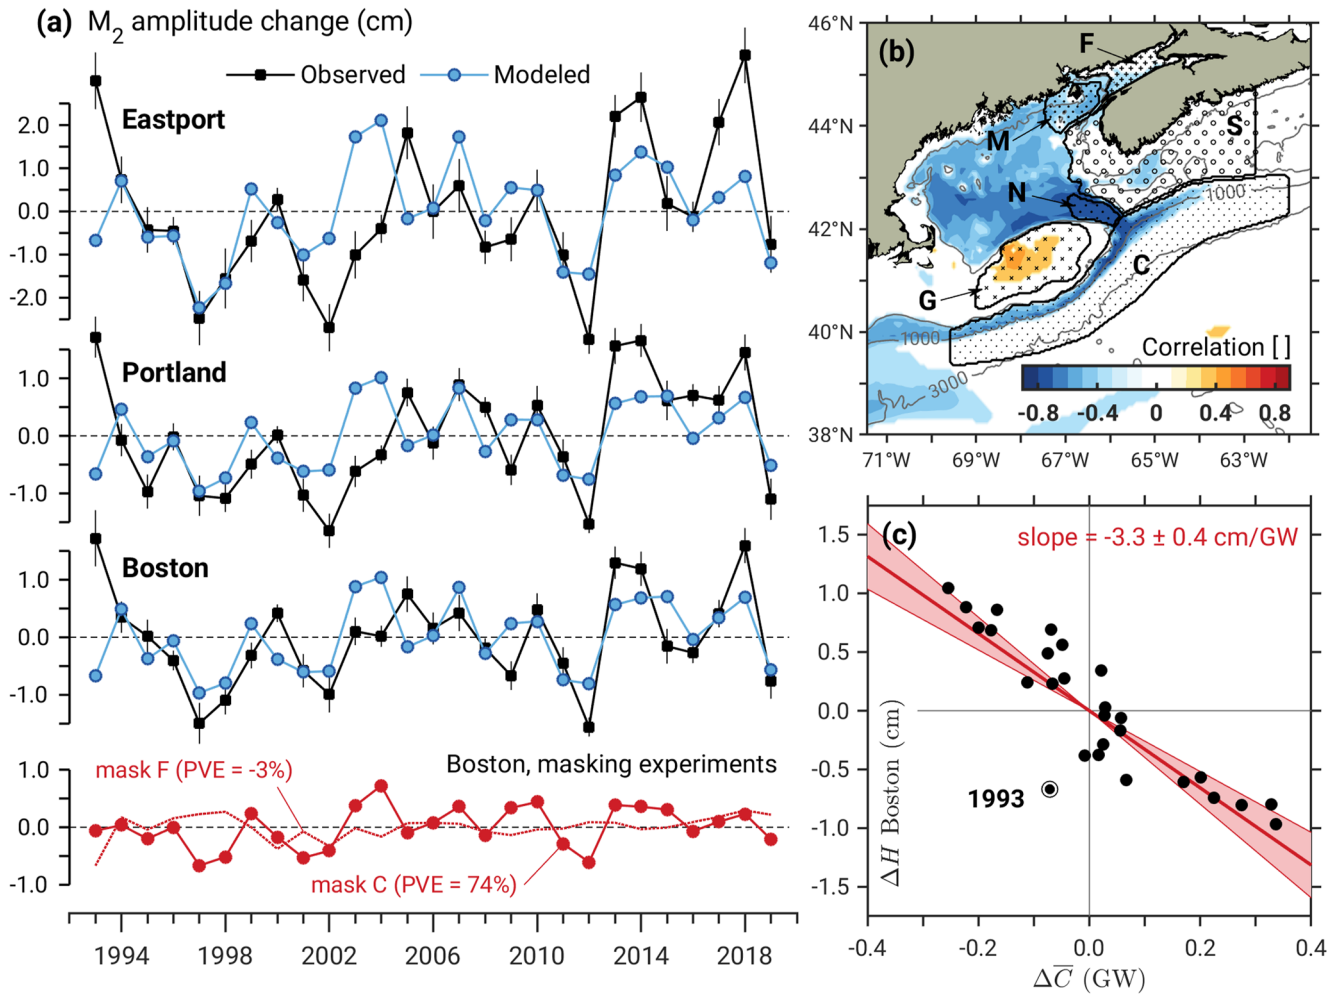 (a) M2 amplitude change (cm)
Observed
Modeled
Eastport
2.0
1.0
0.0
-1.0
-2.0
Portland
1.0
0.0
-1.0
Boston
1.0
0.0
-1.0
Boston, masking experiments
mask F (PVE = -3%)
mask C (PVE = 74%)
1.0
0.0
-1.0
1994 1998 2002 2006 2010 2014 2018
(b)
46°N
44°N
42°N
40°N
38°N
71°W 69°W 67°W 65°W 63°W
F
M
S
N
C
G
1000
1000
3000
Correlation [ ]
-0.8 -0.4 0 0.4 0.8
(c)
slope = -3.3 ± 0.4 cm/GW
1993
1.5
1.0
0.5
0.0
-0.5
-1.0
-1.5
ΔH Boston (cm)
-0.4 -0.2 0.0 0.2 0.4
ΔC̅ (GW)